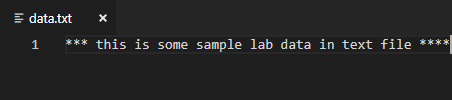 data.txt ×
1 *** this is some sample lab data in text file ****